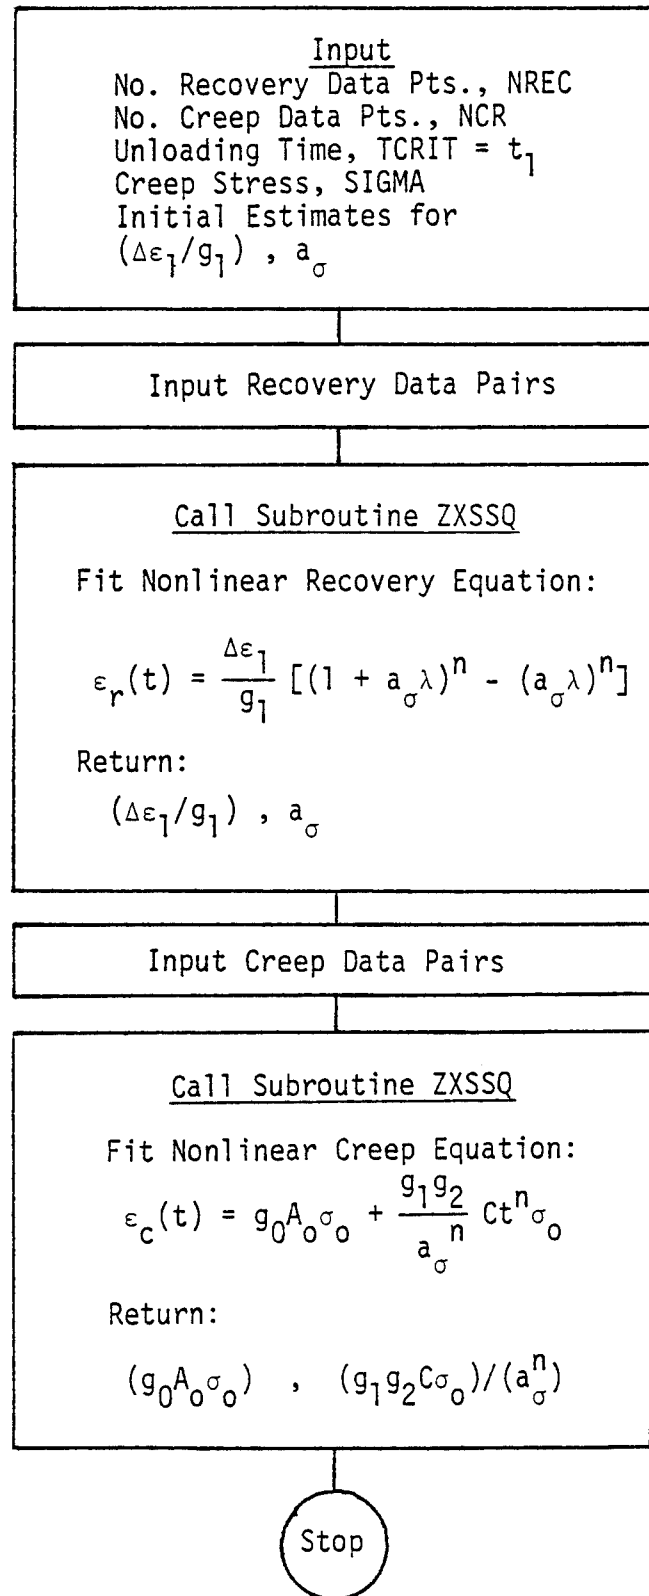 Input
No. Recovery Data Pts., NREC
No. Creep Data Pts., NCR
Unloading Time, TCRIT = t₁
Creep Stress, SIGMA
Initial Estimates for
(Δε₁/g₁) , a_σ
Input Recovery Data Pairs
Call Subroutine ZXSSQ
Fit Nonlinear Recovery Equation:
ε_r(t) = Δε₁/g₁ [(1 + a_σλ)ⁿ - (a_σλ)ⁿ]
Return:
(Δε₁/g₁) , a_σ
Input Creep Data Pairs
Call Subroutine ZXSSQ
Fit Nonlinear Creep Equation:
ε_c(t) = g₀A₀σ₀ + g₁g₂/a_σⁿ Ctⁿσ₀
Return:
(g₀A₀σ₀) , (g₁g₂Cσ₀)/(a_σⁿ)
Stop